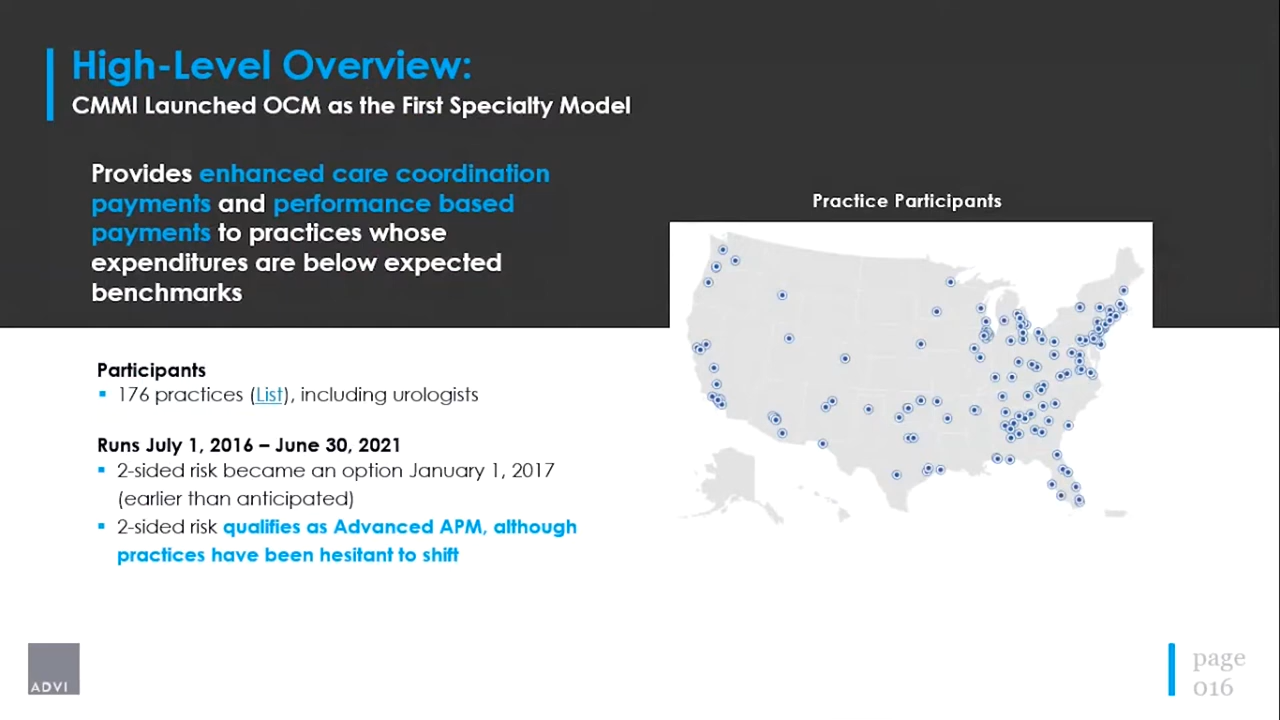 High-Level Overview:
CMMI Launched OCM as the First Specialty Model
Provides enhanced care coordination
payments and performance based
payments to practices whose
expenditures are below expected
benchmarks
Practice Participants
Participants
▪ 176 practices (List), including urologists
Runs July 1, 2016 – June 30, 2021
▪ 2-sided risk became an option January 1, 2017
(earlier than anticipated)
▪ 2-sided risk qualifies as Advanced APM, although
practices have been hesitant to shift
ADVI
page
016